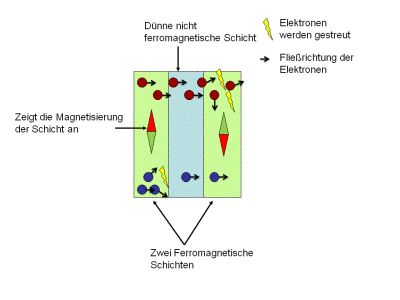 Dünne nicht
ferromagnetische Schicht
Elektronen
werden gestreut
Fließrichtung der
Elektronen
Zeigt die Magnetisierung
der Schicht an
Zwei Ferromagnetische
Schichten